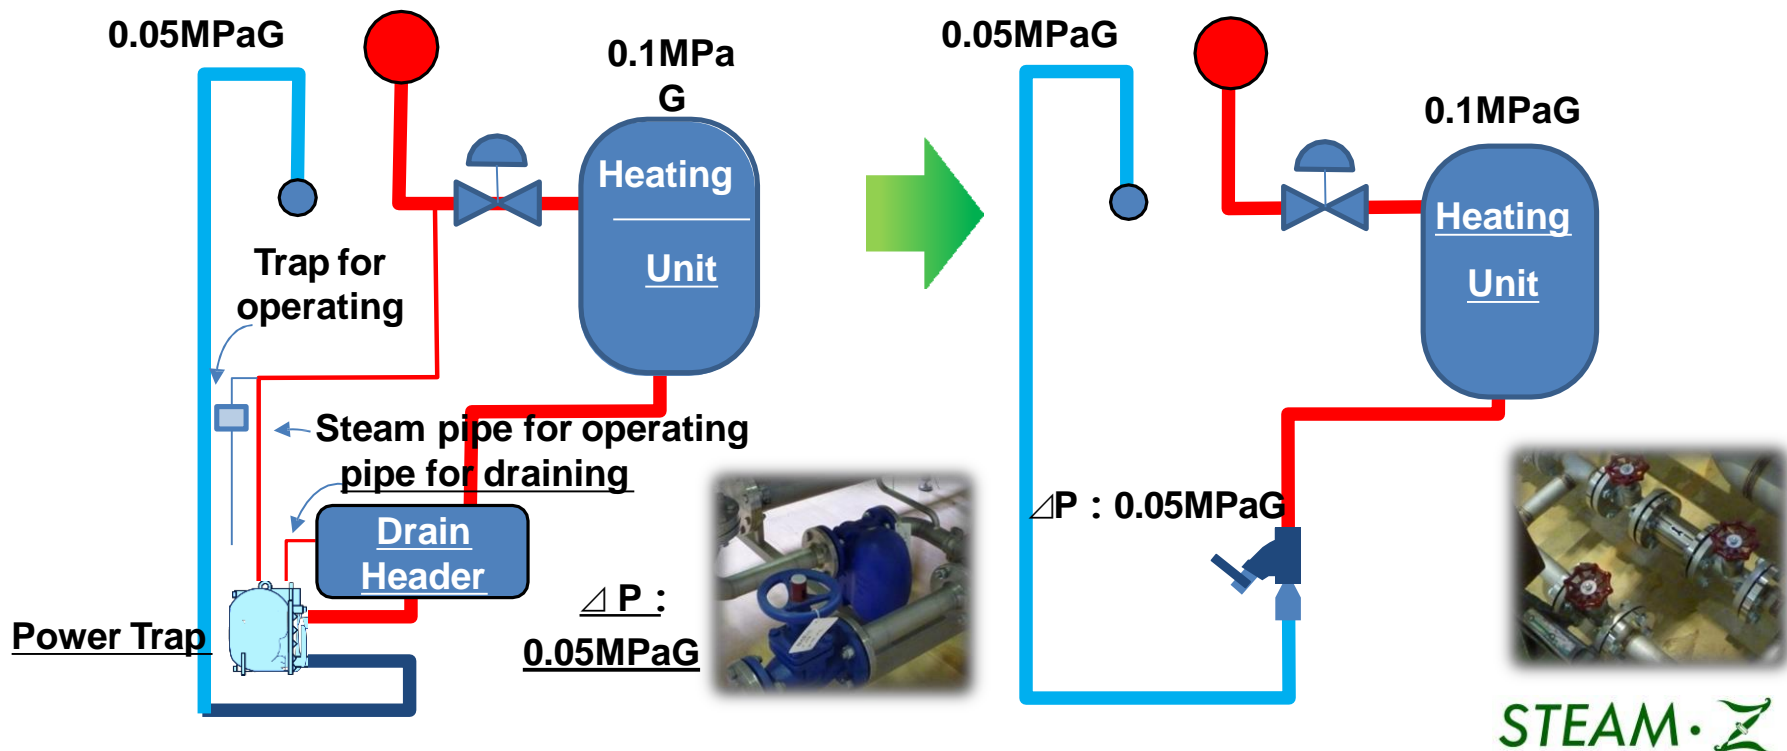 0.05MPaG
0.1MPa
G
Heating
Unit
Trap for
operating
Steam pipe for operating
pipe for draining
Drain
Header
Power Trap
⊿ P :
0.05MPaG
0.05MPaG
0.1MPaG
Heating
Unit
⊿P : 0.05MPaG
STEAM・Z